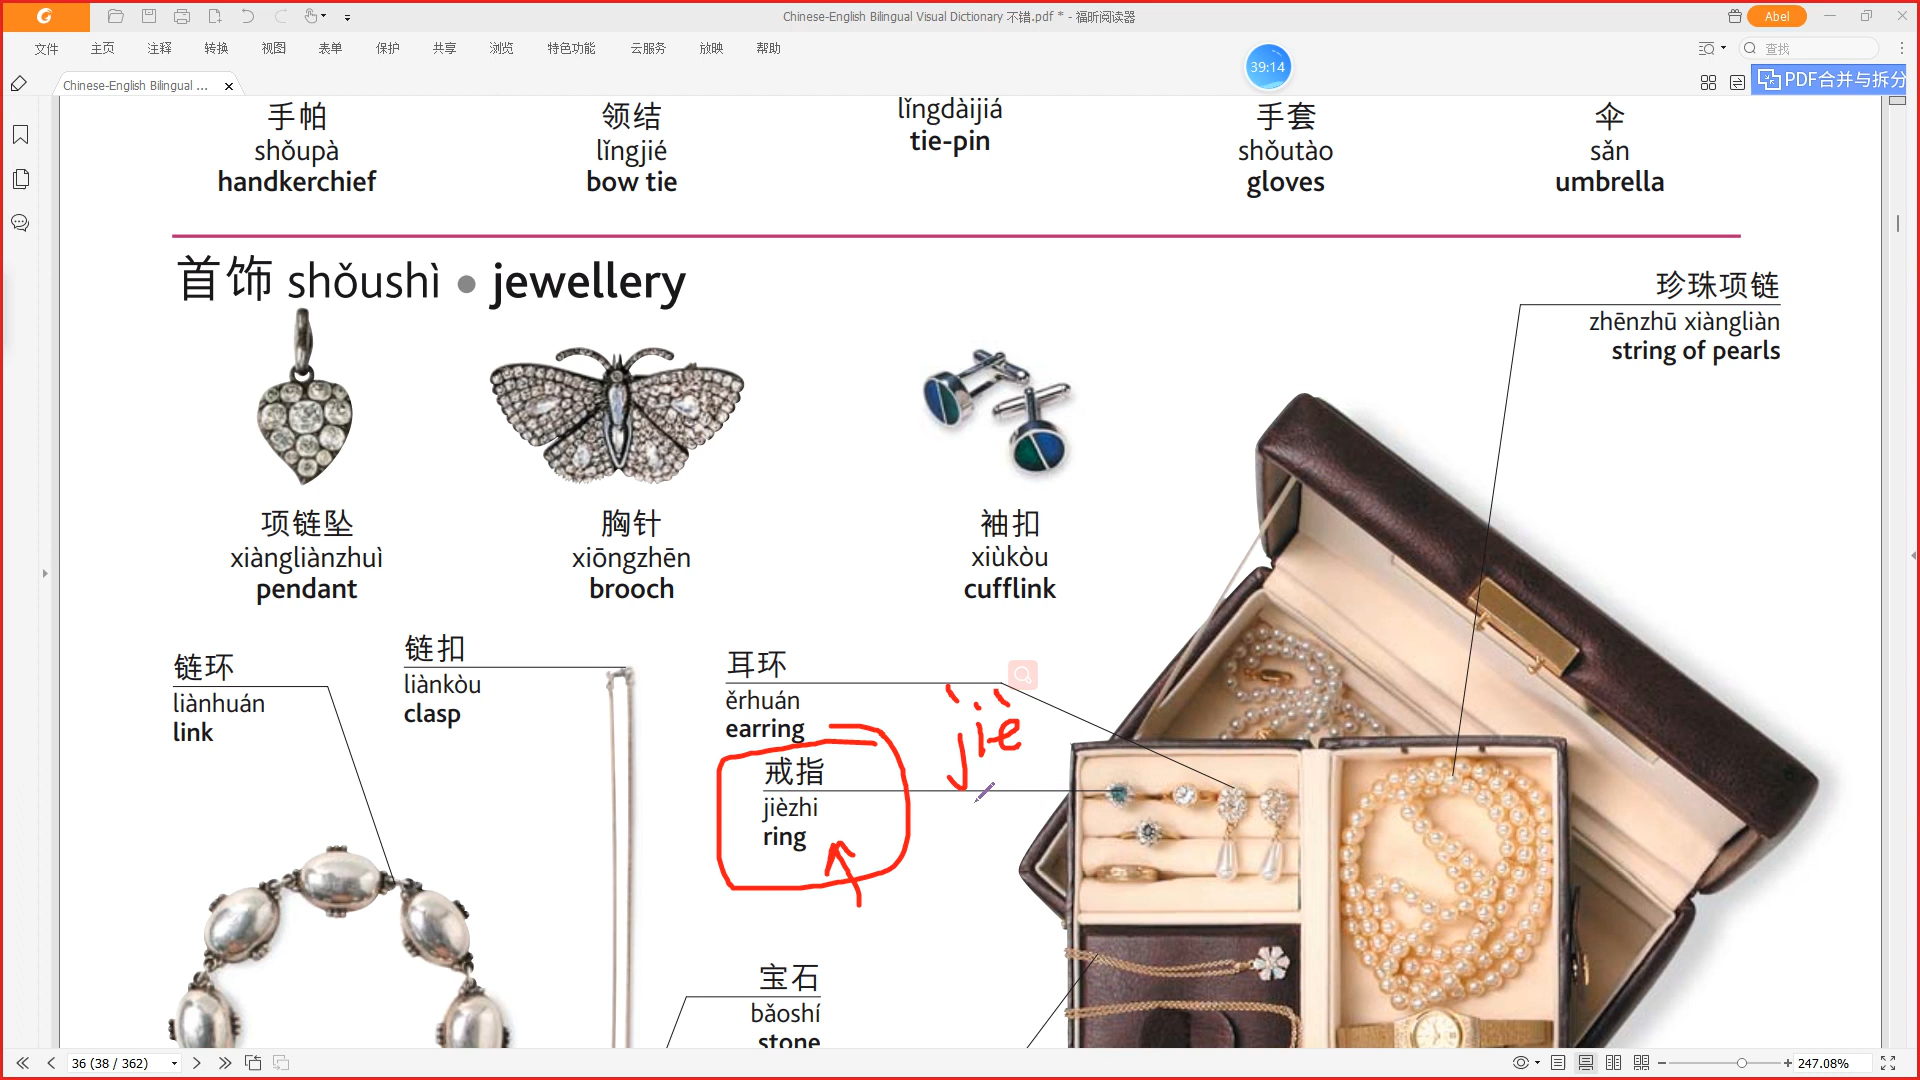 Chinese-English Bilingual Visual Dictionary 不错.pdf * - 福昕阅读器
Abel
文件 主页 注释 转换 视图 表单 保护 共享 浏览 特色功能 云服务 放映 帮助
查找
39:14
Chinese-English Bilingual ...
PDF合并与拆分
手帕
shǒupà
handkerchief
领结
lǐngjié
bow tie
lǐngdàijiá
tie-pin
手套
shǒutào
gloves
伞
sǎn
umbrella
首饰 shǒushì • jewellery
珍珠项链
zhēnzhū xiàngliàn
string of pearls
项链坠
xiàngliànzhuì
pendant
胸针
xiōngzhēn
brooch
袖扣
xiùkòu
cufflink
链环
liànhuán
link
链扣
liànkòu
clasp
耳环
ěrhuán
earring
jie
戒指
jièzhi
ring
宝石
bǎoshí
stone
36 (38 / 362)
247.08%